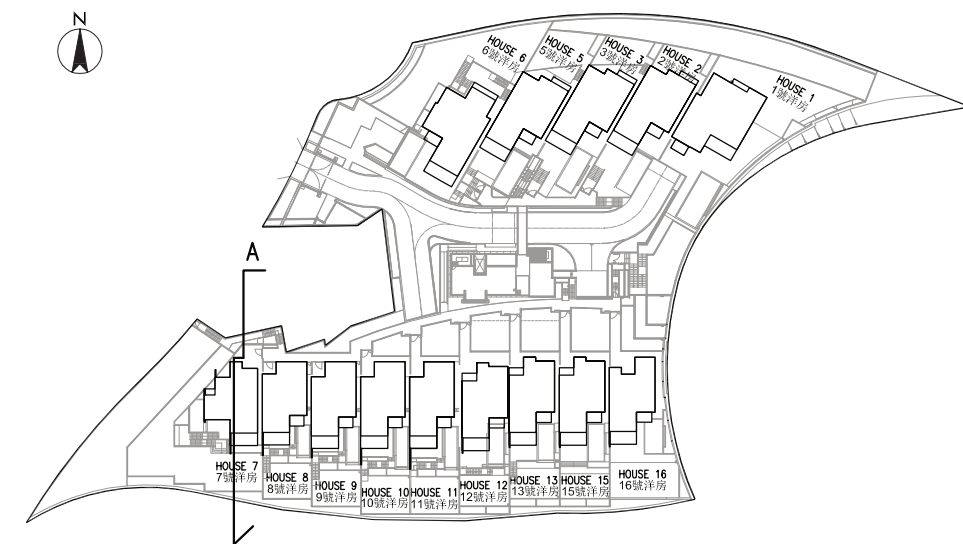 N
HOUSE 6
6號洋房
HOUSE 5
5號洋房
HOUSE 3
3號洋房
HOUSE 2
2號洋房
HOUSE 1
1號洋房
A
HOUSE 7
7號洋房
HOUSE 8
8號洋房
HOUSE 9
9號洋房
HOUSE 10
10號洋房
HOUSE 11
11號洋房
HOUSE 12
12號洋房
HOUSE 13
13號洋房
HOUSE 15
15號洋房
HOUSE 16
16號洋房